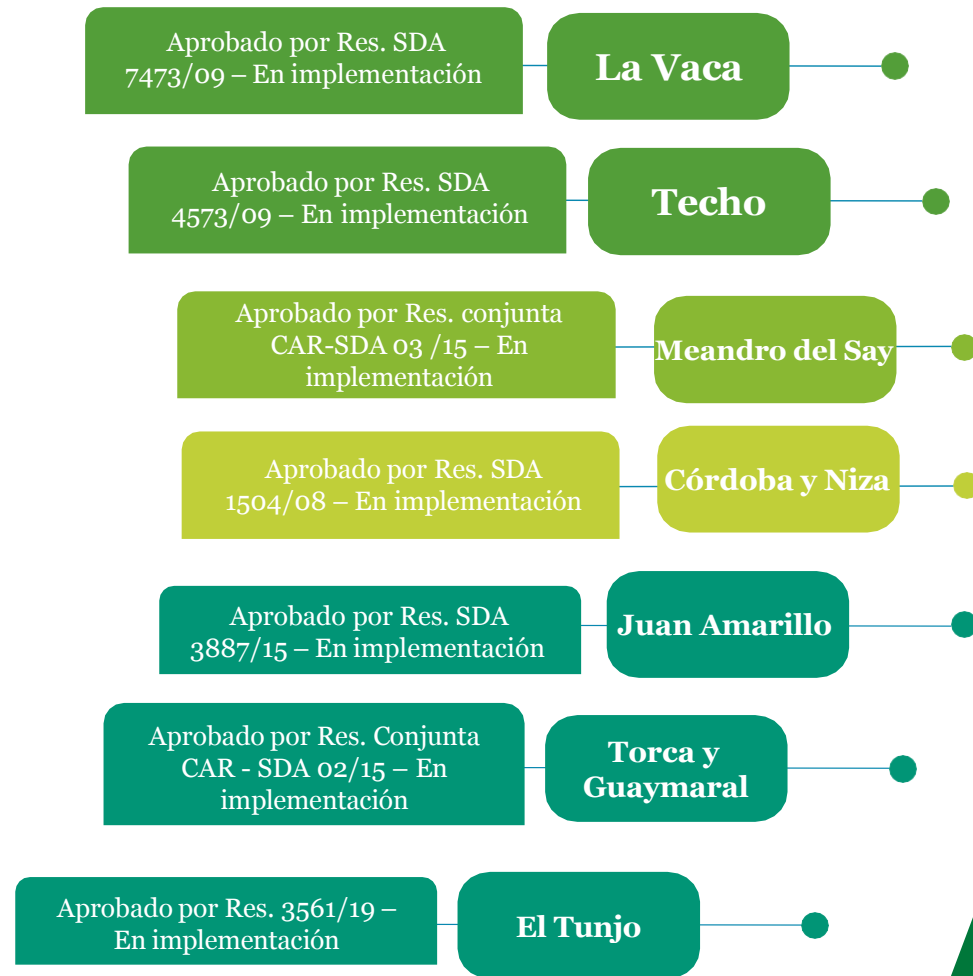 Aprobado por Res. SDA
7473/09 – En implementación
La Vaca
Aprobado por Res. SDA
4573/09 – En implementación
Techo
Aprobado por Res. conjunta
CAR-SDA 03 /15 – En
implementación
Meandro del Say
Aprobado por Res. SDA
1504/08 – En implementación
Córdoba y Niza
Aprobado por Res. SDA
3887/15 – En implementación
Juan Amarillo
Aprobado por Res. Conjunta
CAR - SDA 02/15 – En
implementación
Torca y
Guaymaral
Aprobado por Res. 3561/19 –
En implementación
El Tunjo